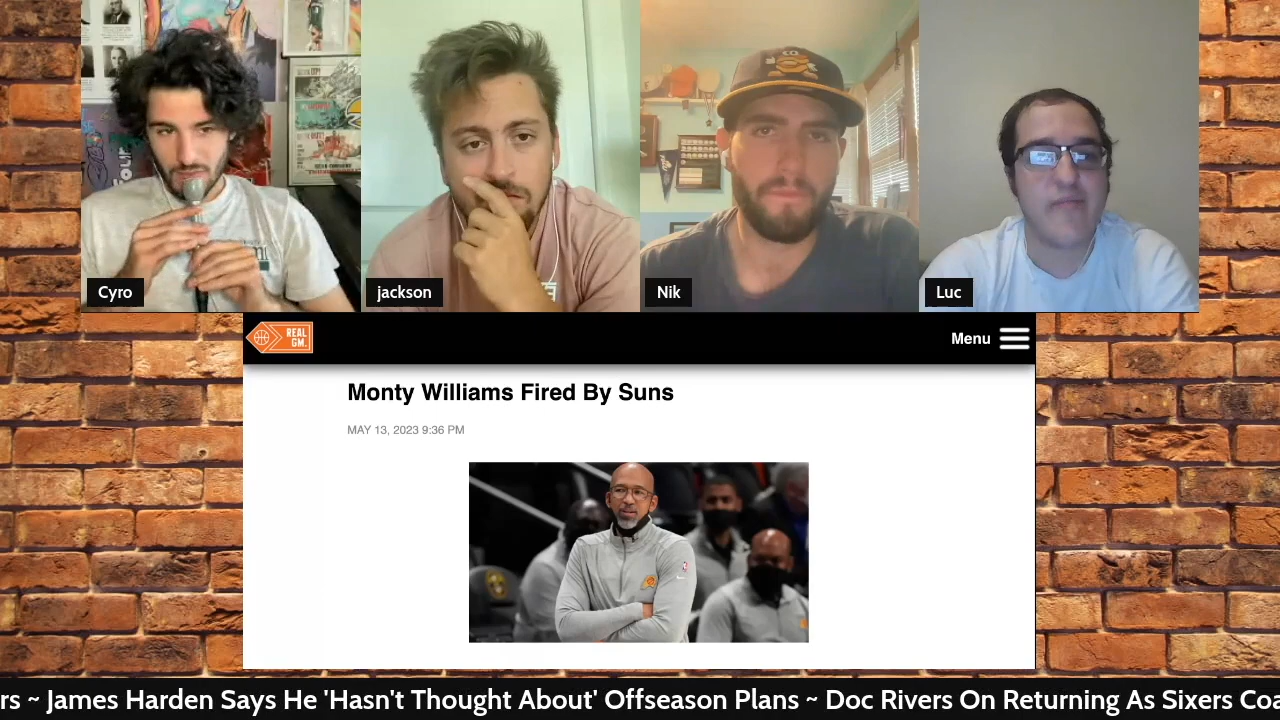 Cyro
jackson
Nik
Luc
REAL
GM.
Menu
Monty Williams Fired By Suns
MAY 13, 2023 9:36 PM
rs ~ James Harden Says He 'Hasn't Thought About' Offseason Plans ~ Doc Rivers On Returning As Sixers Coa